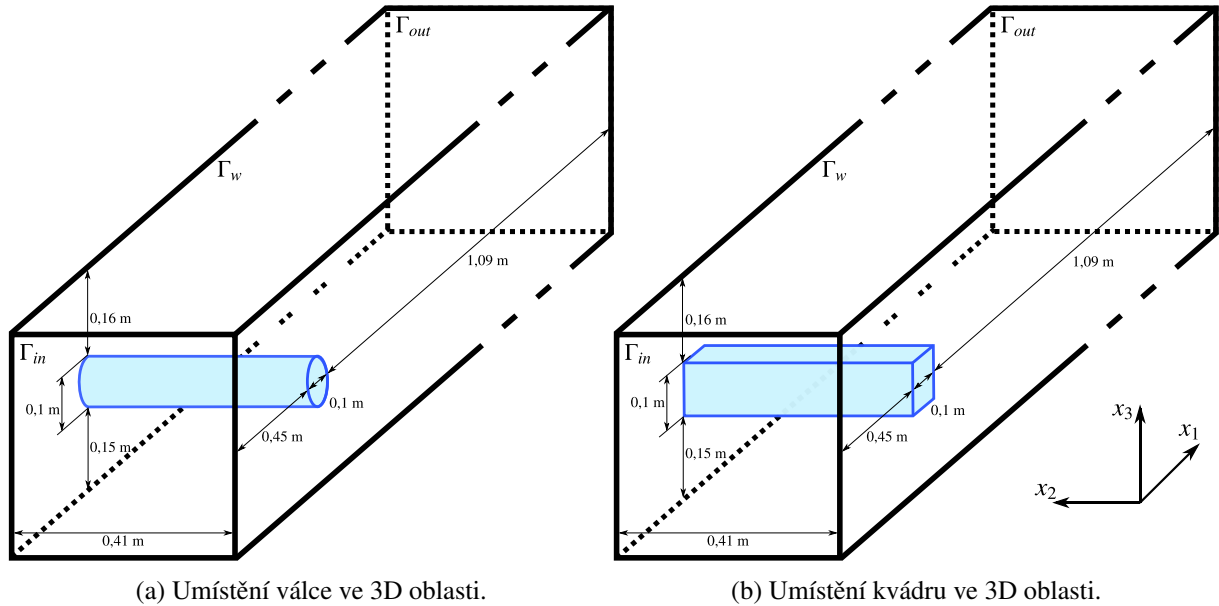 Γout
Γw
1,09 m
0,16 m
Γin
0,1 m
0,1 m
0,45 m
0,15 m
0,41 m
(a) Umístění válce ve 3D oblasti.
Γout
Γw
1,09 m
0,16 m
Γin
0,1 m
0,1 m
0,45 m
0,15 m
0,41 m
x3
x1
x2
(b) Umístění kvádru ve 3D oblasti.